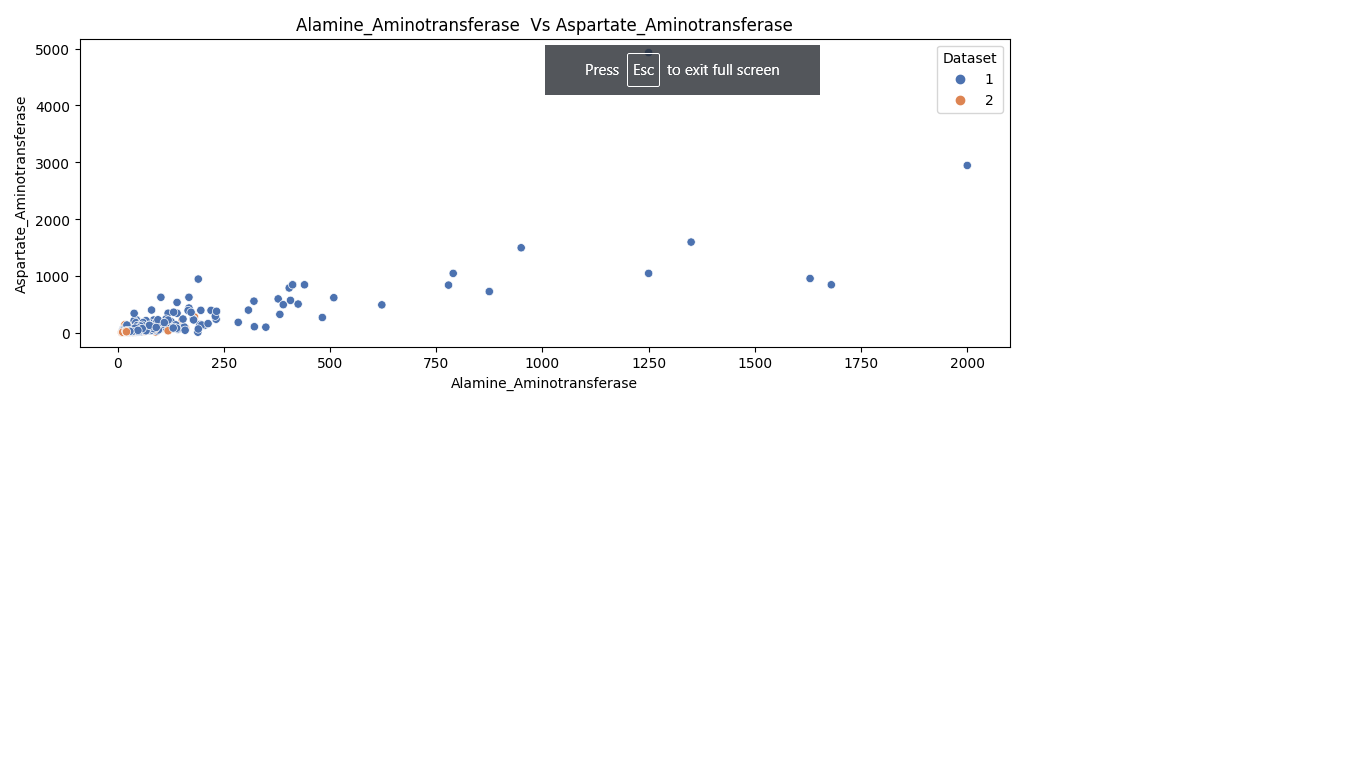 Alamine_Aminotransferase  Vs Aspartate_Aminotransferase
Press Esc to exit full screen
Dataset
1
2
Aspartate_Aminotransferase
5000
4000
3000
2000
1000
0
0 250 500 750 1000 1250 1500 1750 2000
Alamine_Aminotransferase